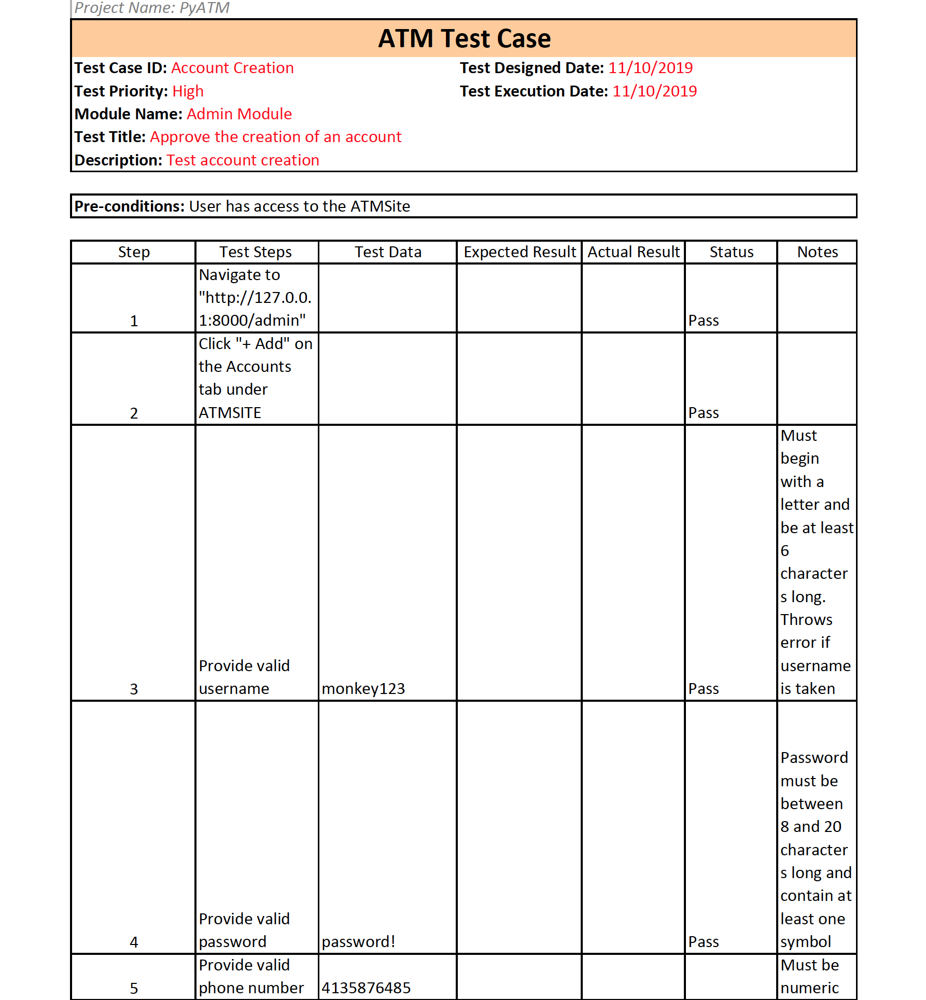 Project Name: PyATM
ATM Test Case
Test Case ID: Account Creation
Test Designed Date: 11/10/2019
Test Priority: High
Test Execution Date: 11/10/2019
Module Name: Admin Module
Test Title: Approve the creation of an account
Description: Test account creation
Pre-conditions: User has access to the ATMSite
Step Test Steps Test Data Expected Result Actual Result Status Notes
1
Navigate to
"http://127.0.0.
1:8000/admin"
Pass
2
Click "+ Add" on
the Accounts
tab under
ATMSITE
Pass
3
Provide valid
username
monkey123
Pass
Must
begin
with a
letter and
be at least
6
character
s long.
Throws
error if
username
is taken
4
Provide valid
password
password!
Pass
Password
must be
between
8 and 20
character
s long and
contain at
least one
symbol
5
Provide valid
phone number
4135876485
Must be
numeric